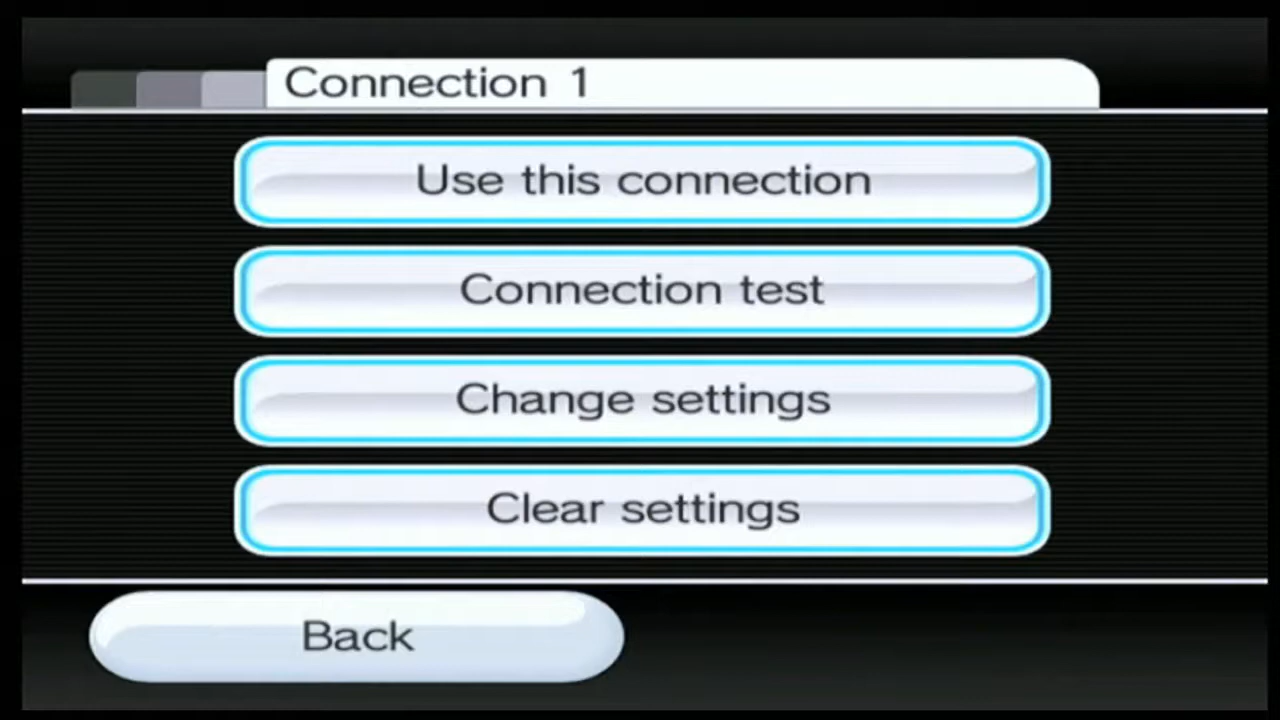 Connection 1
Use this connection
Connection test
Change settings
Clear settings
Back